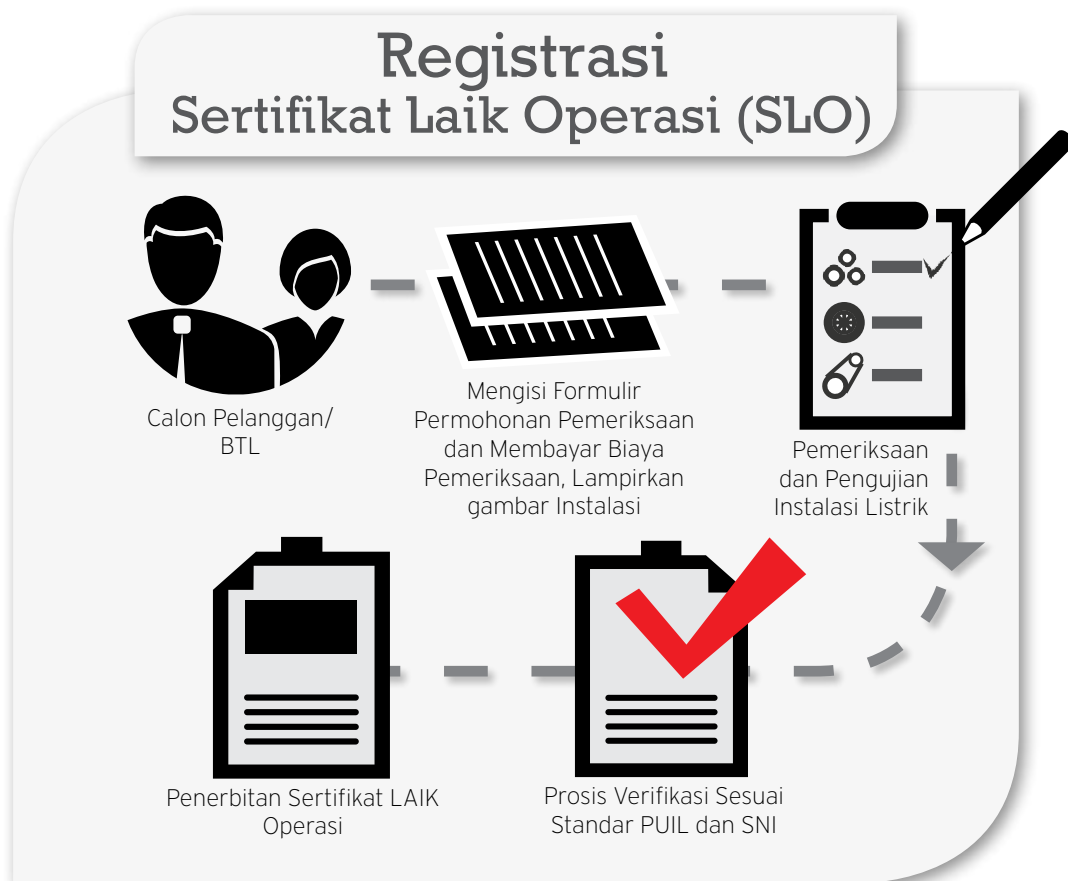 Registrasi
Sertifikat Laik Operasi (SLO)
Calon Pelanggan/
BTL
Mengisi Formulir
Permohonan Pemeriksaan
dan Membayar Biaya
Pemeriksaan, Lampirkan
gambar Instalasi
Pemeriksaan
dan Pengujian
Instalasi Listrik
Prosis Verifikasi Sesuai
Standar PUIL dan SNI
Penerbitan Sertifikat LAIK
Operasi